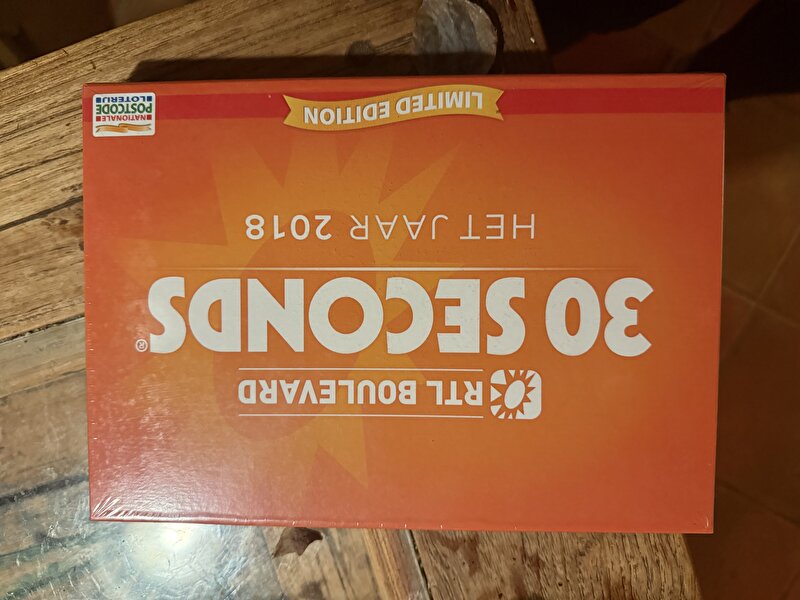 RTL BOULEVARD
30 SECONDS®
HET JAAR 2018
LIMITED EDITION
NATIONALE
POSTCODE
LOTERIJ